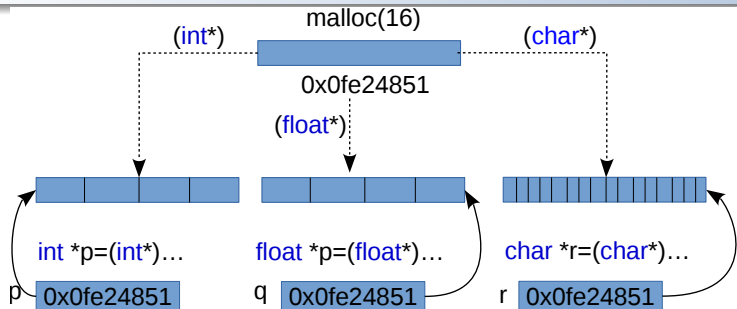 malloc(16)
(int*)
(char*)
0x0fe24851
(float*)
int *p=(int*)…
float *p=(float*)…
char *r=(char*)…
p 0x0fe24851
q 0x0fe24851
r 0x0fe24851